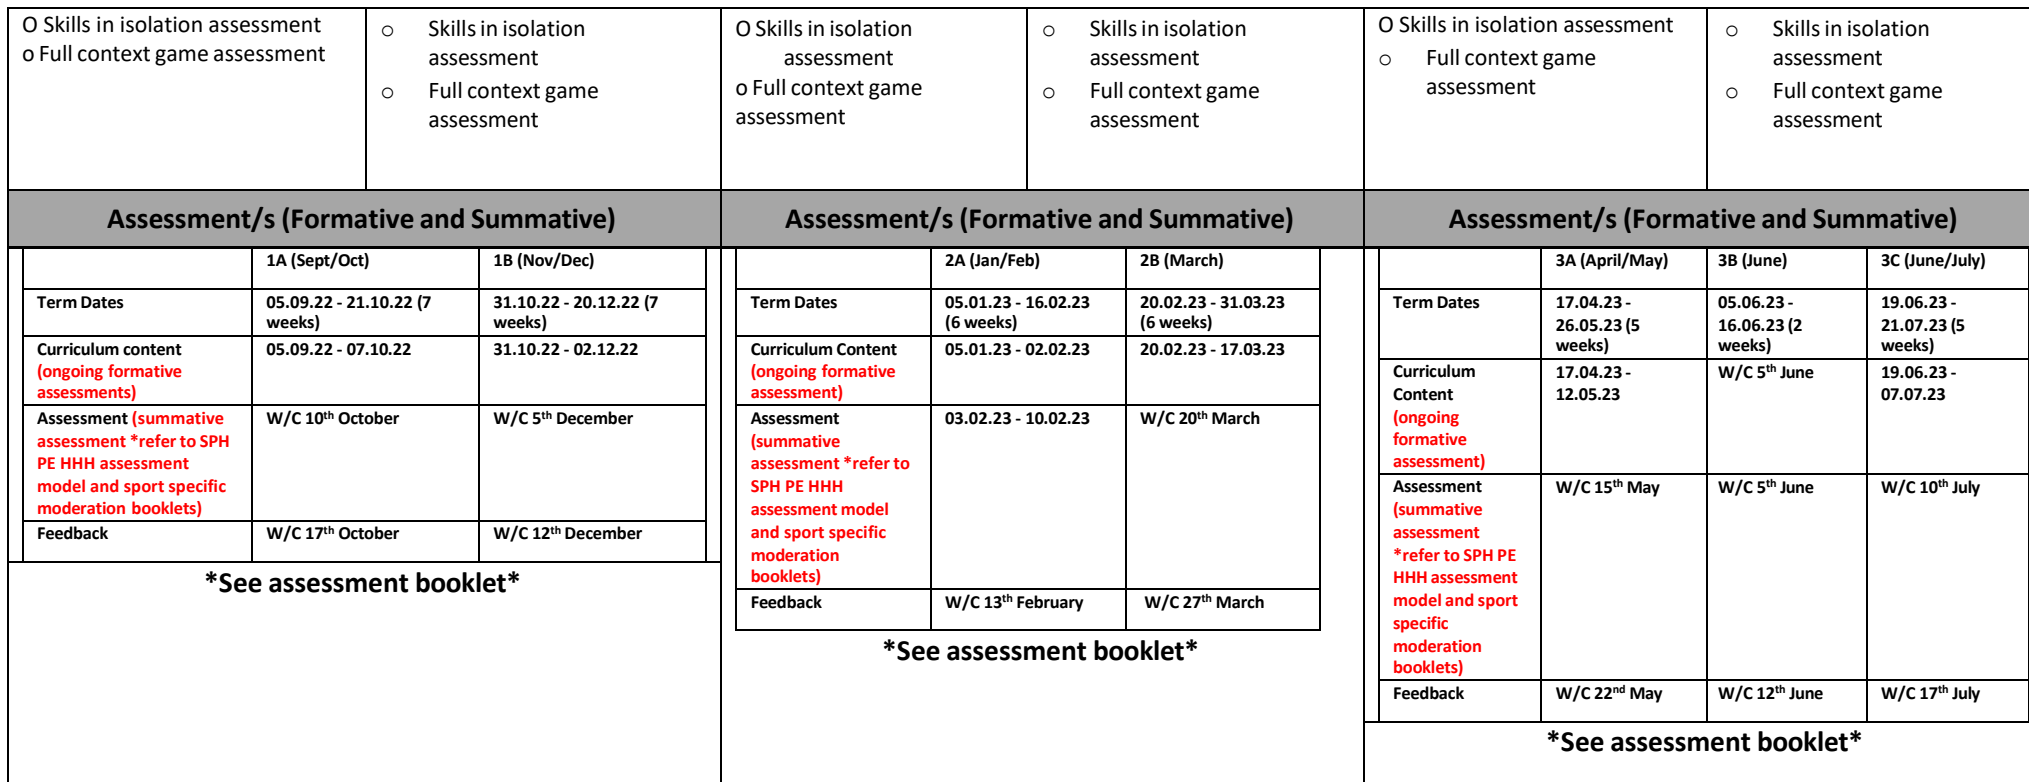 O Skills in isolation assessment
o Full context game assessment
o Skills in isolation
assessment
o Full context game
assessment
O Skills in isolation
assessment
o Full context game
assessment
o Skills in isolation
assessment
o Full context game
assessment
O Skills in isolation assessment
o Full context game
assessment
o Skills in isolation
assessment
o Full context game
assessment
Assessment/s (Formative and Summative)
Assessment/s (Formative and Summative)
Assessment/s (Formative and Summative)
1A (Sept/Oct)
1B (Nov/Dec)
Term Dates
05.09.22 - 21.10.22 (7
weeks)
31.10.22 - 20.12.22 (7
weeks)
Curriculum content
(ongoing formative
assessments)
05.09.22 - 07.10.22
31.10.22 - 02.12.22
Assessment (summative
assessment *refer to SPH
PE HHH assessment
model and sport specific
moderation booklets)
W/C 10th October
W/C 5th December
Feedback
W/C 17th October
W/C 12th December
*See assessment booklet*
2A (Jan/Feb)
2B (March)
Term Dates
05.01.23 - 16.02.23
(6 weeks)
20.02.23 - 31.03.23
(6 weeks)
Curriculum Content
(ongoing formative
assessment)
05.01.23 - 02.02.23
20.02.23 - 17.03.23
Assessment
(summative
assessment *refer to
SPH PE HHH
assessment model
and sport specific
moderation
booklets)
03.02.23 - 10.02.23
W/C 20th March
Feedback
W/C 13th February
W/C 27th March
*See assessment booklet*
3A (April/May)
3B (June)
3C (June/July)
Term Dates
17.04.23 -
26.05.23 (5
weeks)
05.06.23 -
16.06.23 (2
weeks)
19.06.23 -
21.07.23 (5
weeks)
Curriculum
Content
(ongoing
formative
assessment)
17.04.23 -
12.05.23
W/C 5th June
19.06.23 -
07.07.23
Assessment
(summative
assessment
*refer to SPH PE
HHH assessment
model and sport
specific
moderation
booklets)
W/C 15th May
W/C 5th June
W/C 10th July
Feedback
W/C 22nd May
W/C 12th June
W/C 17th July
*See assessment booklet*